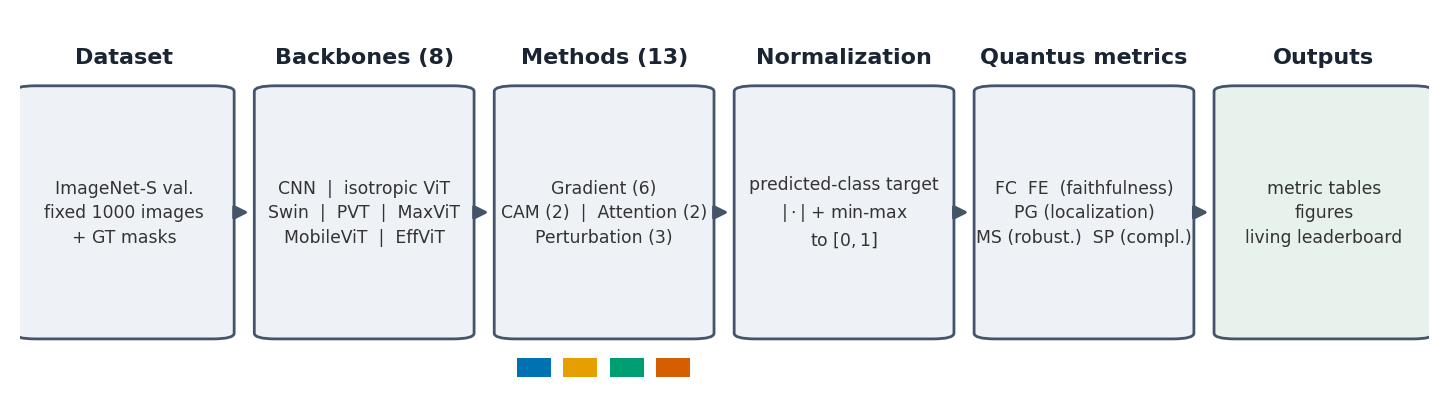 Dataset
ImageNet-S val.
fixed 1000 images
+ GT masks
Backbones (8)
CNN | isotropic ViT
Swin | PVT | MaxViT
MobileViT | EffViT
Methods (13)
Gradient (6)
CAM (2) | Attention (2)
Perturbation (3)
Normalization
predicted-class target
|·| + min-max
to [0, 1]
Quantus metrics
FC FE (faithfulness)
PG (localization)
MS (robust.) SP (compl.)
Outputs
metric tables
figures
living leaderboard